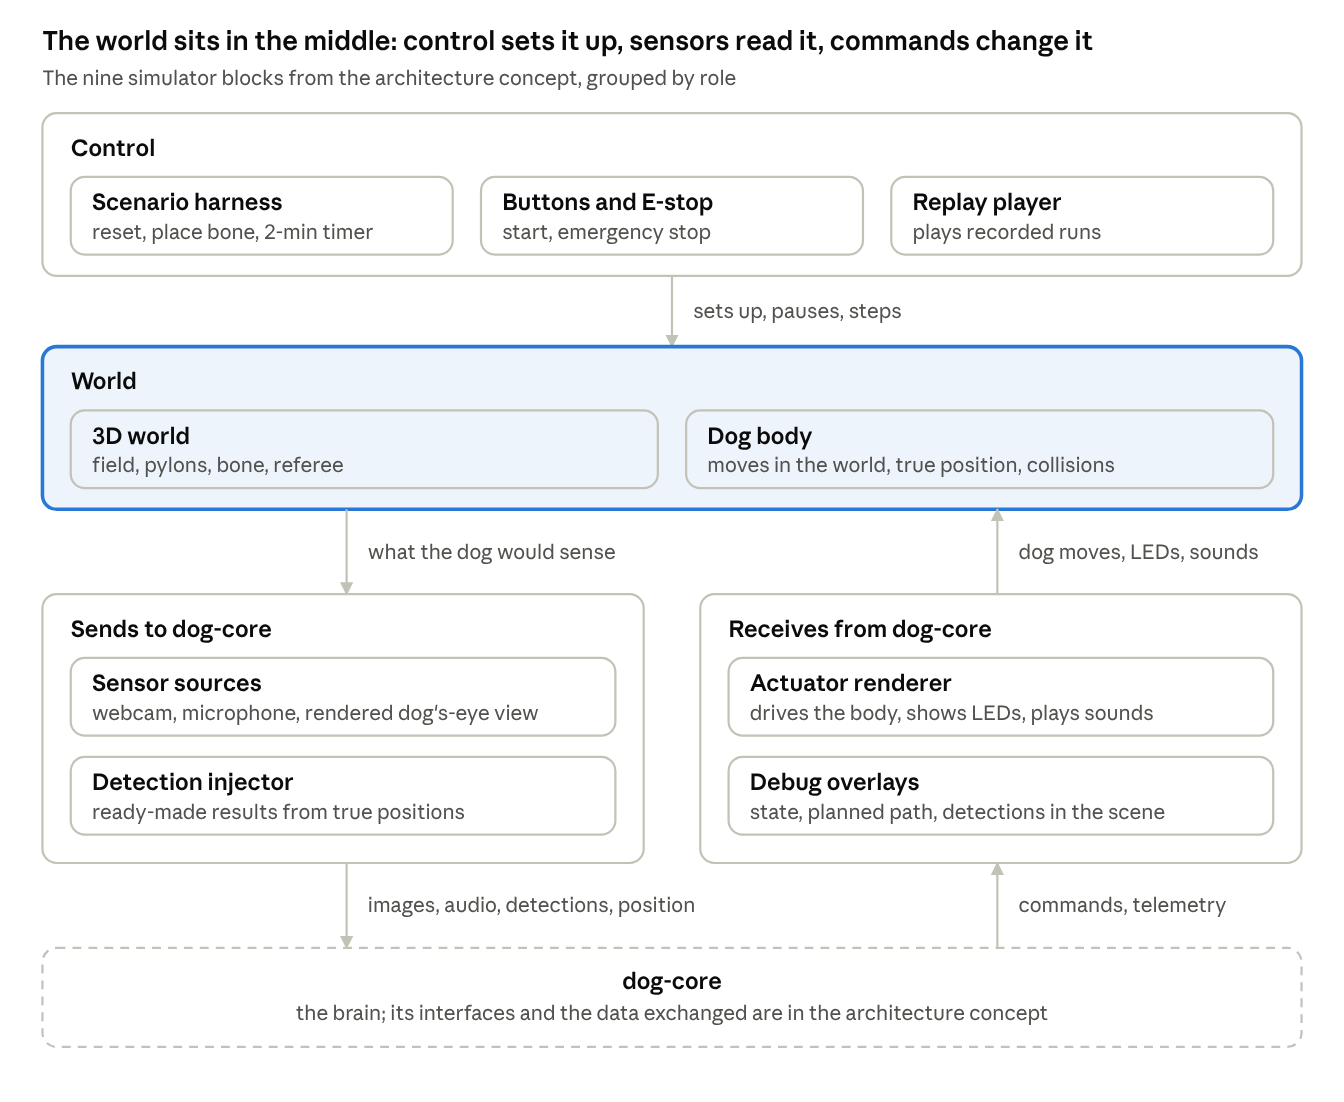 The world sits in the middle: control sets it up, sensors read it, commands change it
The nine simulator blocks from the architecture concept, grouped by role
Control
Scenario harness
reset, place bone, 2-min timer
Buttons and E-stop
start, emergency stop
Replay player
plays recorded runs
sets up, pauses, steps
World
3D world
field, pylons, bone, referee
Dog body
moves in the world, true position, collisions
what the dog would sense
dog moves, LEDs, sounds
Sends to dog-core
Sensor sources
webcam, microphone, rendered dog's-eye view
Detection injector
ready-made results from true positions
Receives from dog-core
Actuator renderer
drives the body, shows LEDs, plays sounds
Debug overlays
state, planned path, detections in the scene
images, audio, detections, position
commands, telemetry
dog-core
the brain; its interfaces and the data exchanged are in the architecture concept